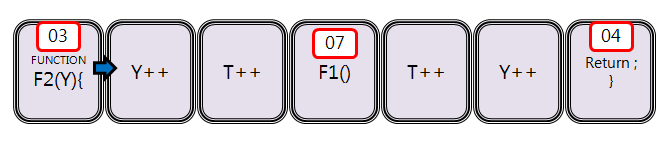 03
FUNCTION
F2(Y){
Y++
T++
07
F1()
T++
Y++
04
Return ;
}